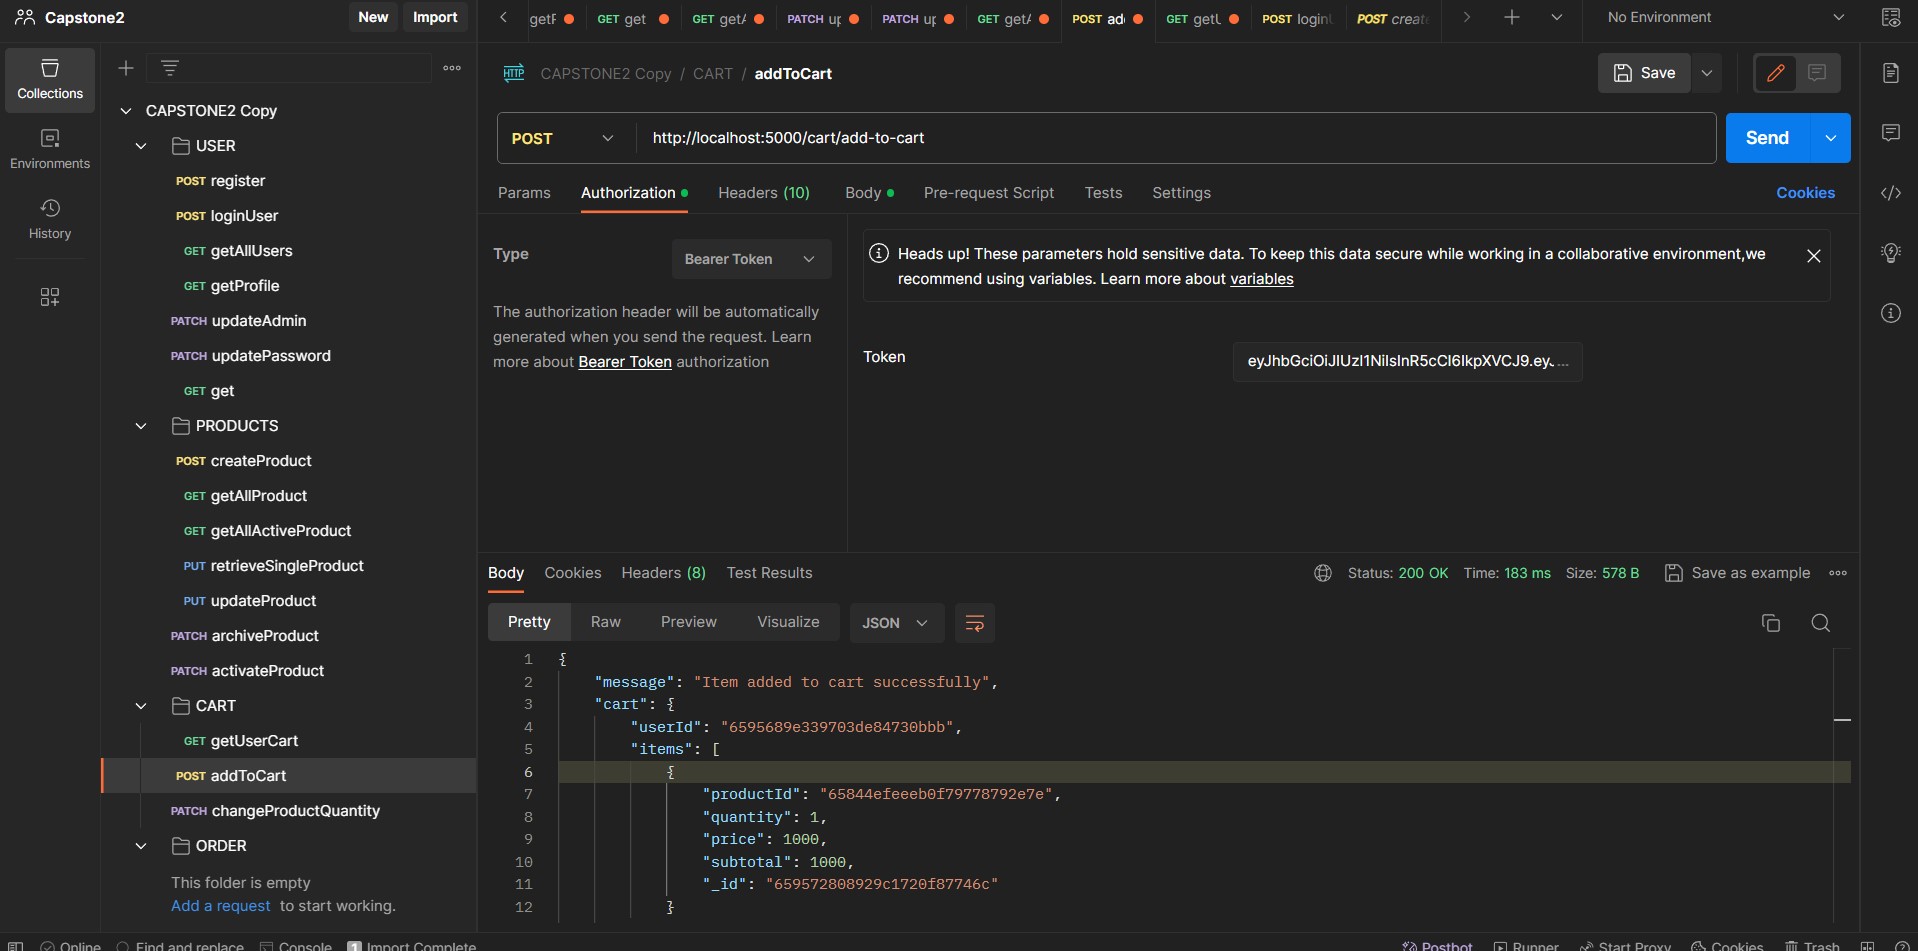 Capstone2
New
Import
getF
GET get
GET getA
PATCH up
PATCH up
GET getA
POST add
GET getU
POST loginU
POST create
No Environment
Collections
Environments
History
CAPSTONE2 Copy
USER
POST register
POST loginUser
GET getAllUsers
GET getProfile
PATCH updateAdmin
PATCH updatePassword
GET get
PRODUCTS
POST createProduct
GET getAllProduct
GET getAllActiveProduct
PUT retrieveSingleProduct
PUT updateProduct
PATCH archiveProduct
PATCH activateProduct
CART
GET getUserCart
POST addToCart
PATCH changeProductQuantity
ORDER
This folder is empty
Add a request to start working.
HTTP CAPSTONE2 Copy / CART / addToCart
Save
POST
http://localhost:5000/cart/add-to-cart
Send
Params
Authorization
Headers (10)
Body
Pre-request Script
Tests
Settings
Cookies
Type
Bearer Token
The authorization header will be automatically
generated when you send the request. Learn
more about Bearer Token authorization
Heads up! These parameters hold sensitive data. To keep this data secure while working in a collaborative environment,we
recommend using variables. Learn more about variables
Token
eyJhbGciOiJIUzI1NiIsInR5cCI6IkpXVCJ9.eyJ ...
Body
Cookies
Headers (8)
Test Results
Status: 200 OK
Time: 183 ms
Size: 578 B
Save as example
Pretty
Raw
Preview
Visualize
JSON
1 {
2 "message": "Item added to cart successfully",
3 "cart": {
4 "userId": "6595689e339703de84730bbb",
5 "items": [
6 {
7 "productId": "65844efeeeb0f79778792e7e",
8 "quantity": 1,
9 "price": 1000,
10 "subtotal": 1000,
11 "_id": "659572808929c1720f87746c"
12 }
Online
Find and replace
Console
1 Import Complete
Postbot
Runner
Start Proxy
Cookies
Trash